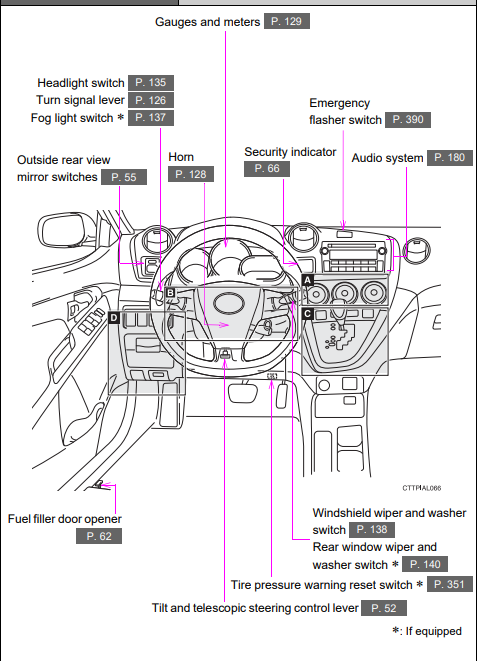 Gauges and meters P. 129
Headlight switch P. 135
Turn signal lever P. 126
Fog light switch * P. 137
Emergency
flasher switch P. 390
Outside rear view
mirror switches P. 55
Horn
P. 128
Security indicator
P. 66
Audio system P. 180
A
B
C
D
CTTPIAL066
Fuel filler door opener
P. 62
Windshield wiper and washer
switch P. 138
Rear window wiper and
washer switch * P. 140
Tire pressure warning reset switch * P. 351
Tilt and telescopic steering control lever P. 52
*: If equipped